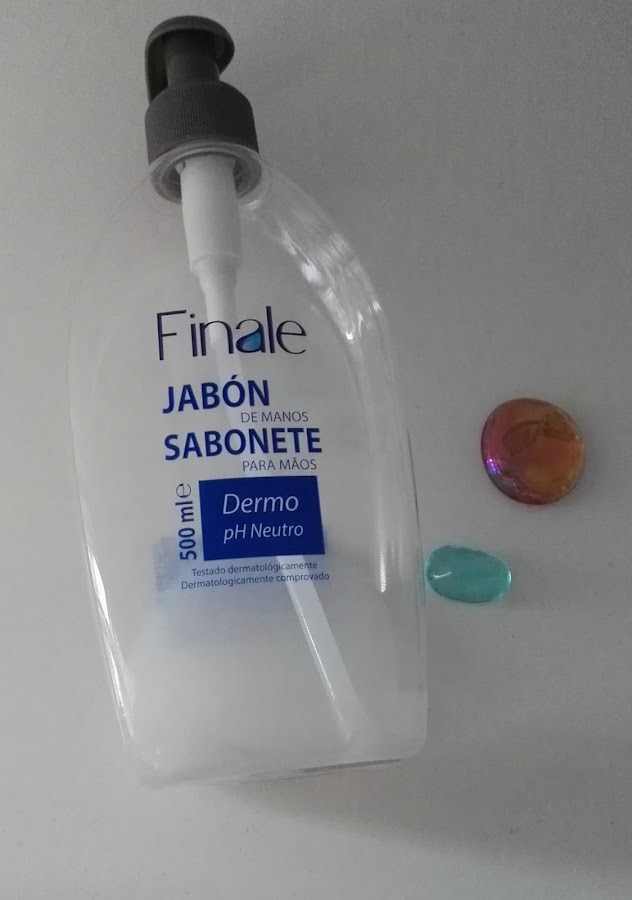 Finale
JABÓN
DE MANOS
SABONETE
PARA MÃOS
500 ml e
Dermo
pH Neutro
Testado dermatológicamente
Dermatologicamente comprovado